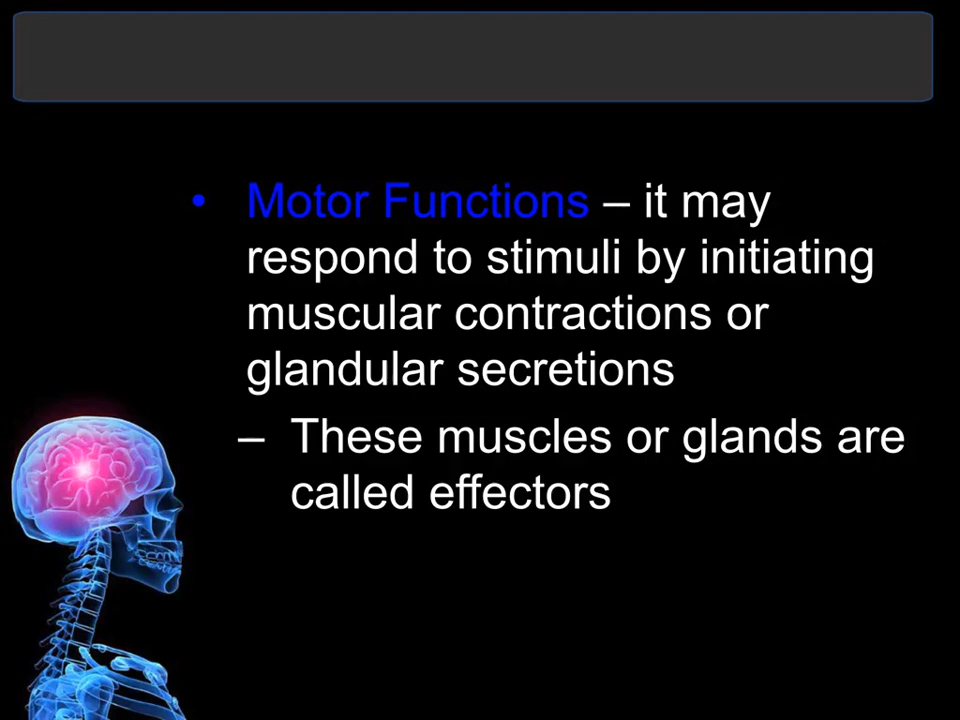 • Motor Functions – it may
respond to stimuli by initiating
muscular contractions or
glandular secretions
– These muscles or glands are
called effectors